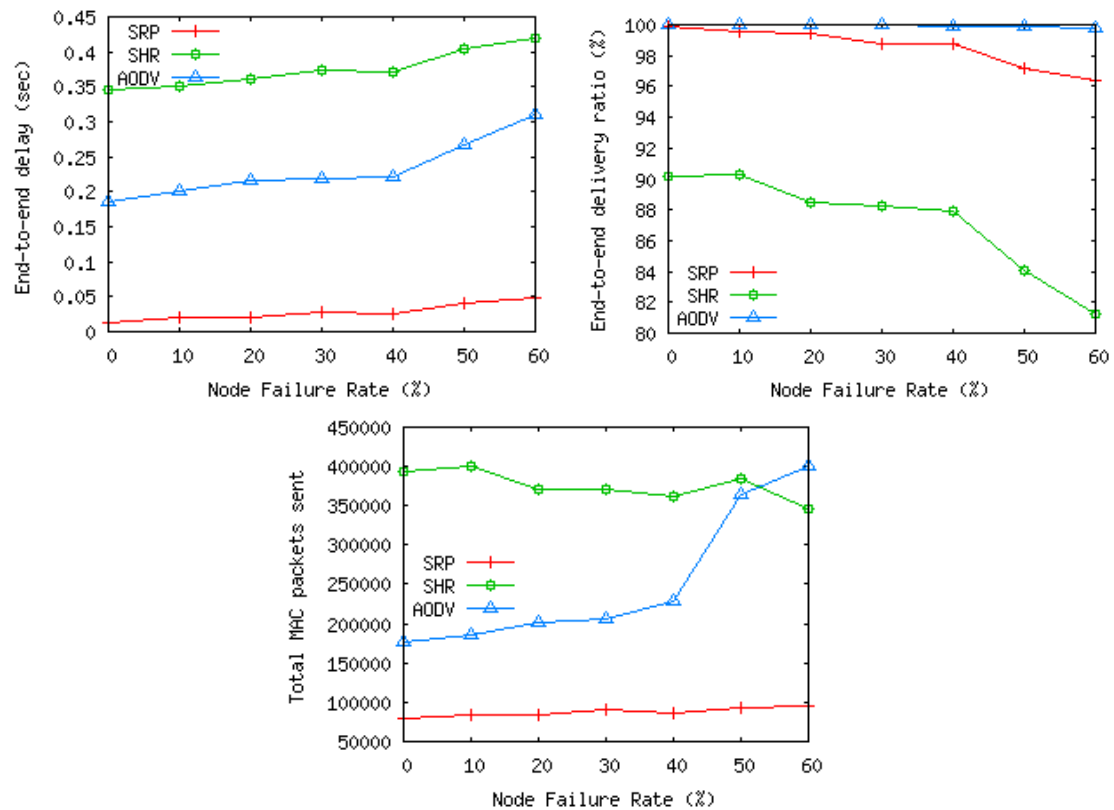 End-to-end delay (sec)
0.45
0.4
0.35
0.3
0.25
0.2
0.15
0.1
0.05
0
SRP
SHR
AODV
0 10 20 30 40 50 60
Node Failure Rate (%)
End-to-end delivery ratio (%)
100
98
96
94
92
90
88
86
84
82
80
SRP
SHR
AODV
0 10 20 30 40 50 60
Node Failure Rate (%)
Total MAC packets sent
450000
400000
350000
300000
250000
200000
150000
100000
50000
SRP
SHR
AODV
0 10 20 30 40 50 60
Node Failure Rate (%)